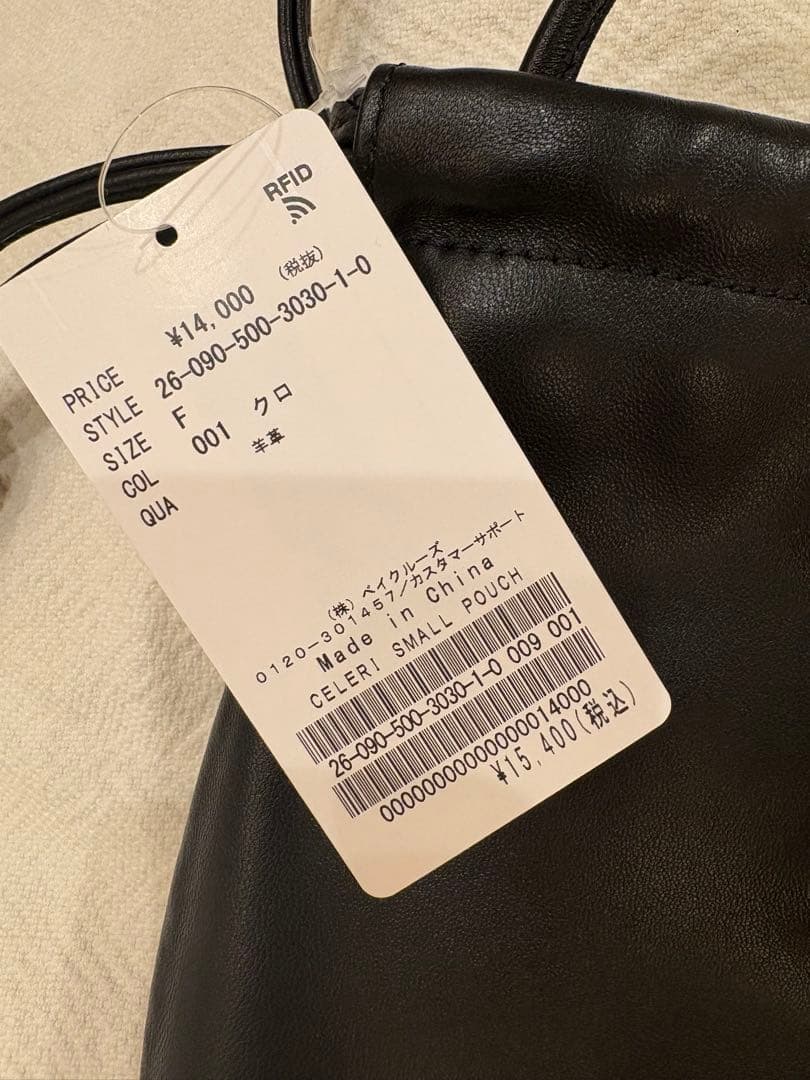 RFID
PRICE ¥14,000 (税抜)
STYLE 26-090-500-3030-1-0
SIZE F
COL 001 クロ
QUA 羊革
(株) ベイクルーズ
0120-301457/カスタマーサポート
Made in China
CELERI SMALL POUCH
26-090-500-3030-1-0 009 001
0000000000000014000
¥15,400(税込)